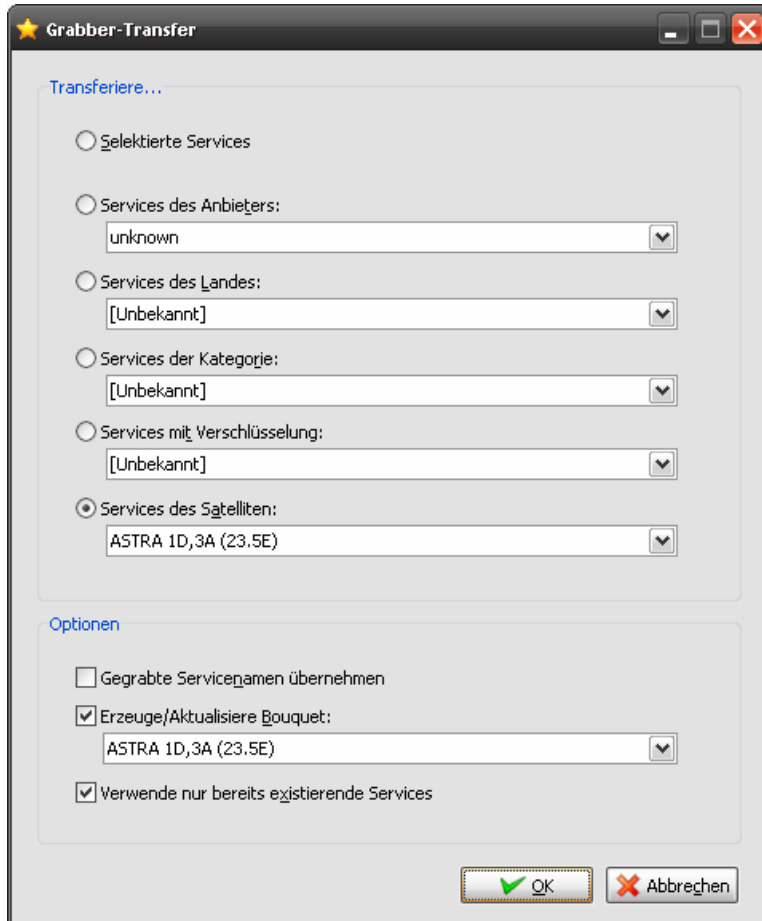 Grabber-Transfer
Transferiere...
Selektierte Services
Services des Anbieters:
unknown
Services des Landes:
[Unbekannt]
Services der Kategorie:
[Unbekannt]
Services mit Verschlüsselung:
[Unbekannt]
Services des Satelliten:
ASTRA 1D,3A (23.5E)
Optionen
Gegrabte Servicenamen übernehmen
Erzeuge/Aktualisiere Bouquet:
ASTRA 1D,3A (23.5E)
Verwende nur bereits existierende Services
OK Abbrechen